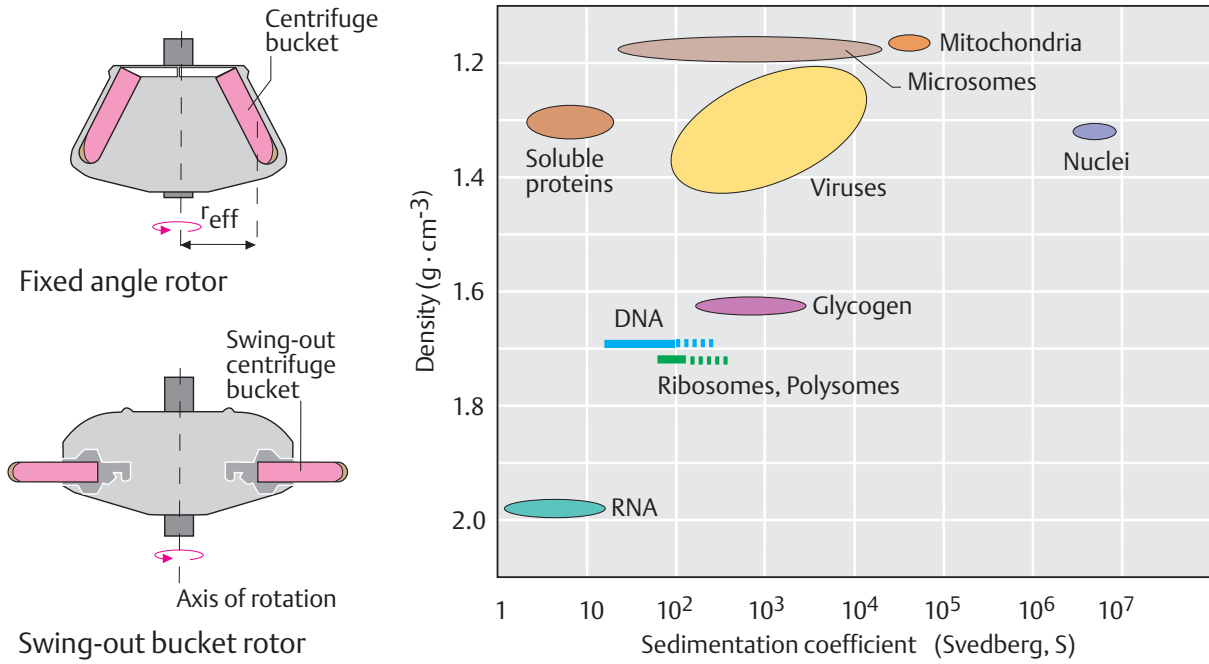 Centrifuge
bucket
r_eff
Fixed angle rotor
Swing-out
centrifuge
bucket
Axis of rotation
Swing-out bucket rotor
Density (g · cm⁻³)
1.2
1.4
1.6
1.8
2.0
Mitochondria
Microsomes
Soluble
proteins
Viruses
Nuclei
Glycogen
DNA
Ribosomes, Polysomes
RNA
1 10 10² 10³ 10⁴ 10⁵ 10⁶ 10⁷
Sedimentation coefficient (Svedberg, S)